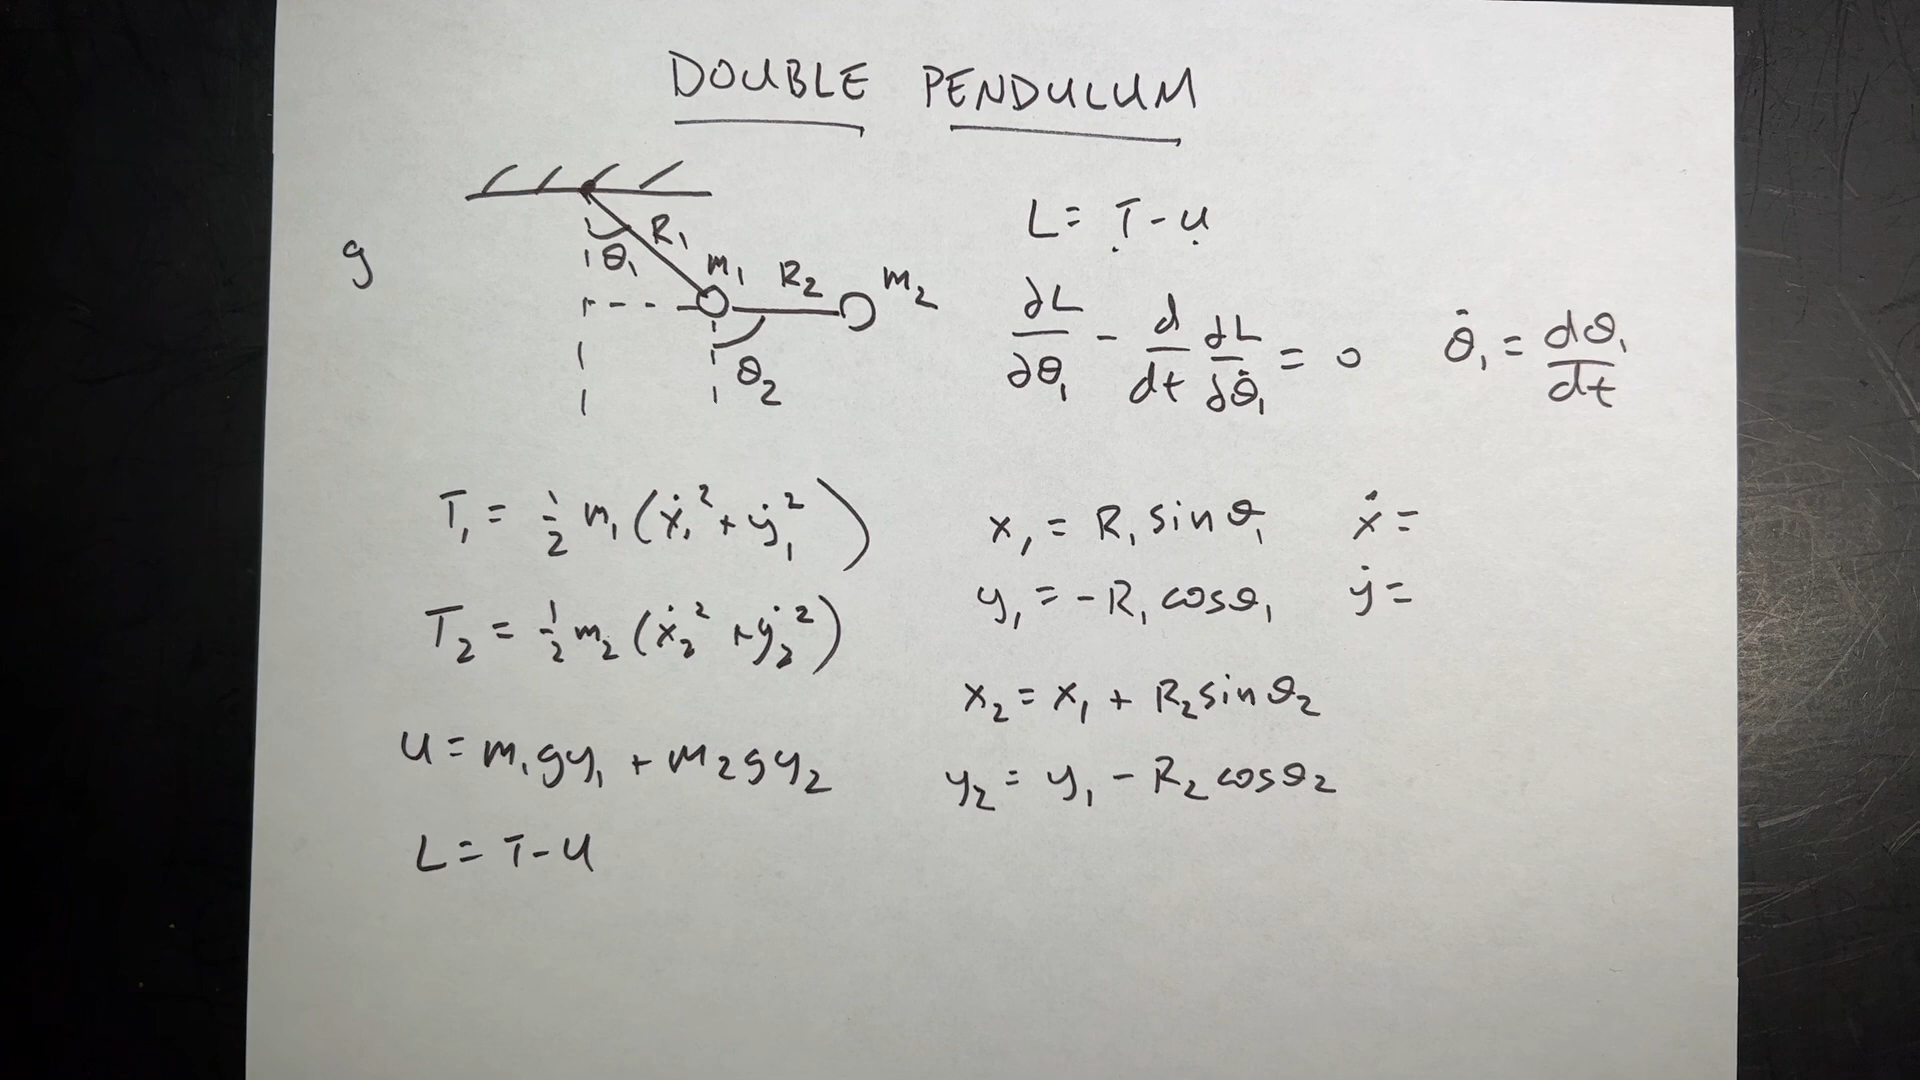 DOUBLE PENDULUM
g
θ₁
R₁
m₁
R₂
m₂
θ₂
L = T - U
∂L/∂θ₁ - d/dt ∂L/∂θ̇₁ = 0
θ̇₁ = dθ₁/dt
T₁ = ½ m₁ (ẋ₁² + ẏ₁²)
x₁ = R₁ sin θ₁
ẋ =
y₁ = -R₁ cos θ₁
ẏ =
T₂ = ½ m₂ (ẋ₂² + ẏ₂²)
x₂ = x₁ + R₂ sin θ₂
U = m₁gy₁ + m₂gy₂
y₂ = y₁ - R₂ cos θ₂
L = T - U